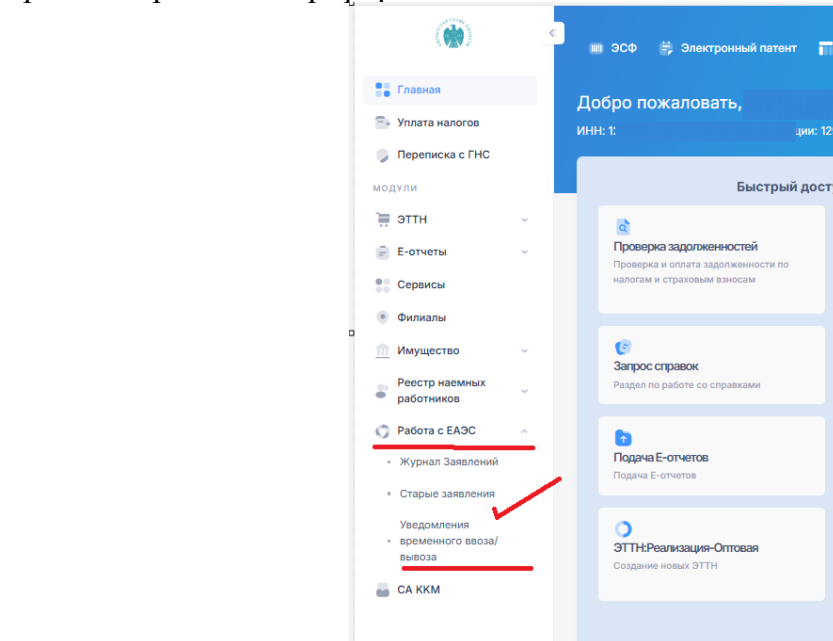 ЭСФ
Электронный патент
Главная
Добро пожаловать,
Уплата налогов
ИНН: 1:
ции: 12
Переписка с ГНС
МОДУЛИ
Быстрый дост
ЭТТН
Проверка задолженностей
Е-отчеты
Проверка и оплата задолженности по
налогам и страховым взносам
Сервисы
Филиалы
Имущество
Запрос справок
Реестр наемных
работников
Раздел по работе со справками
Работа с ЕАЭС
Журнал Заявлений
Подача Е-отчетов
Подача Е-отчетов
Старые заявления
Уведомления
временного ввоза/
вывоза
ЭТТН:Реализация-Оптовая
Создание новых ЭТТН
СА ККМ